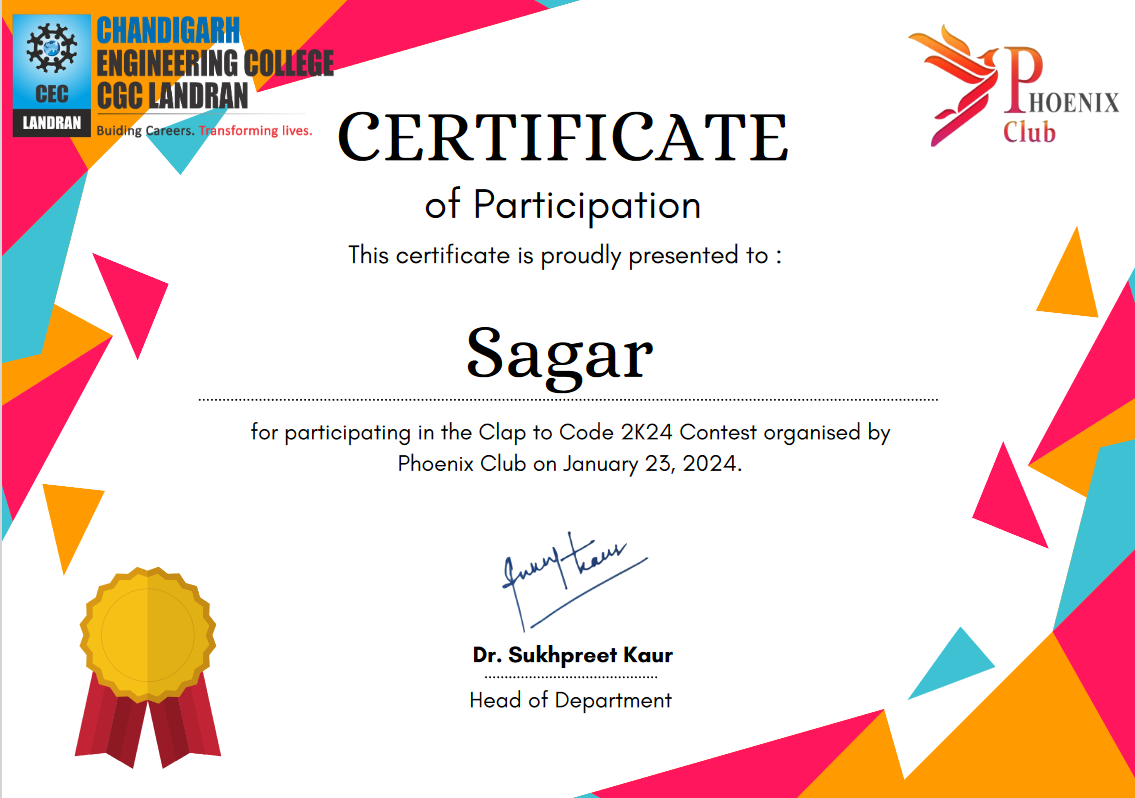 CHANDIGARH
ENGINEERING COLLEGE
CGC LANDRAN
CEC
LANDRAN
Buiding Careers. Transforming lives.
PHOENIX
Club
CERTIFICATE
of Participation
This certificate is proudly presented to :
Sagar
for participating in the Clap to Code 2K24 Contest organised by
Phoenix Club on January 23, 2024.
Dr. Sukhpreet Kaur
Head of Department